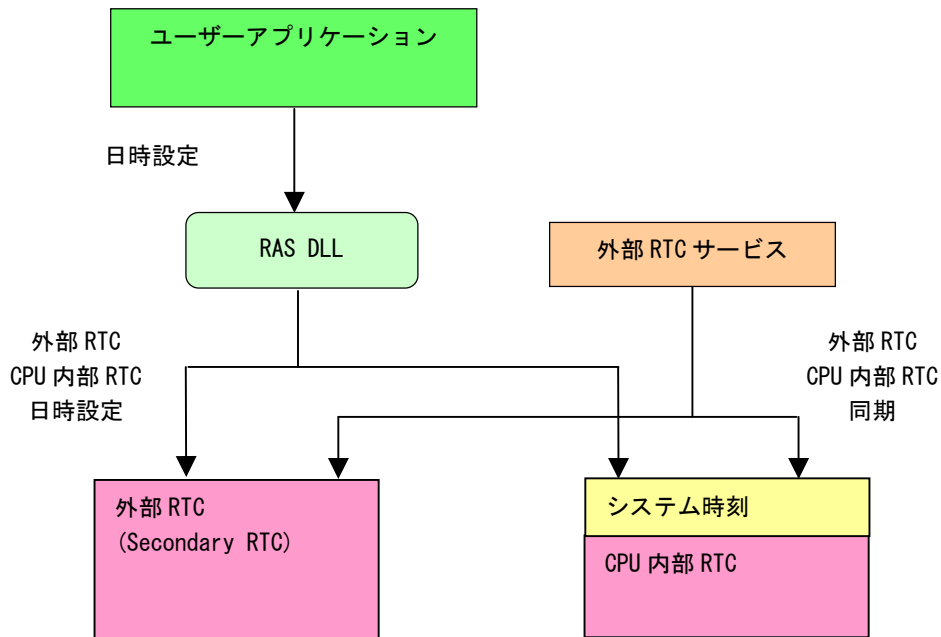 ユーザーアプリケーション
日時設定
RAS DLL
外部 RTC サービス
外部 RTC
CPU 内部 RTC
日時設定
外部 RTC
CPU 内部 RTC
同期
外部 RTC
(Secondary RTC)
システム時刻
CPU 内部 RTC